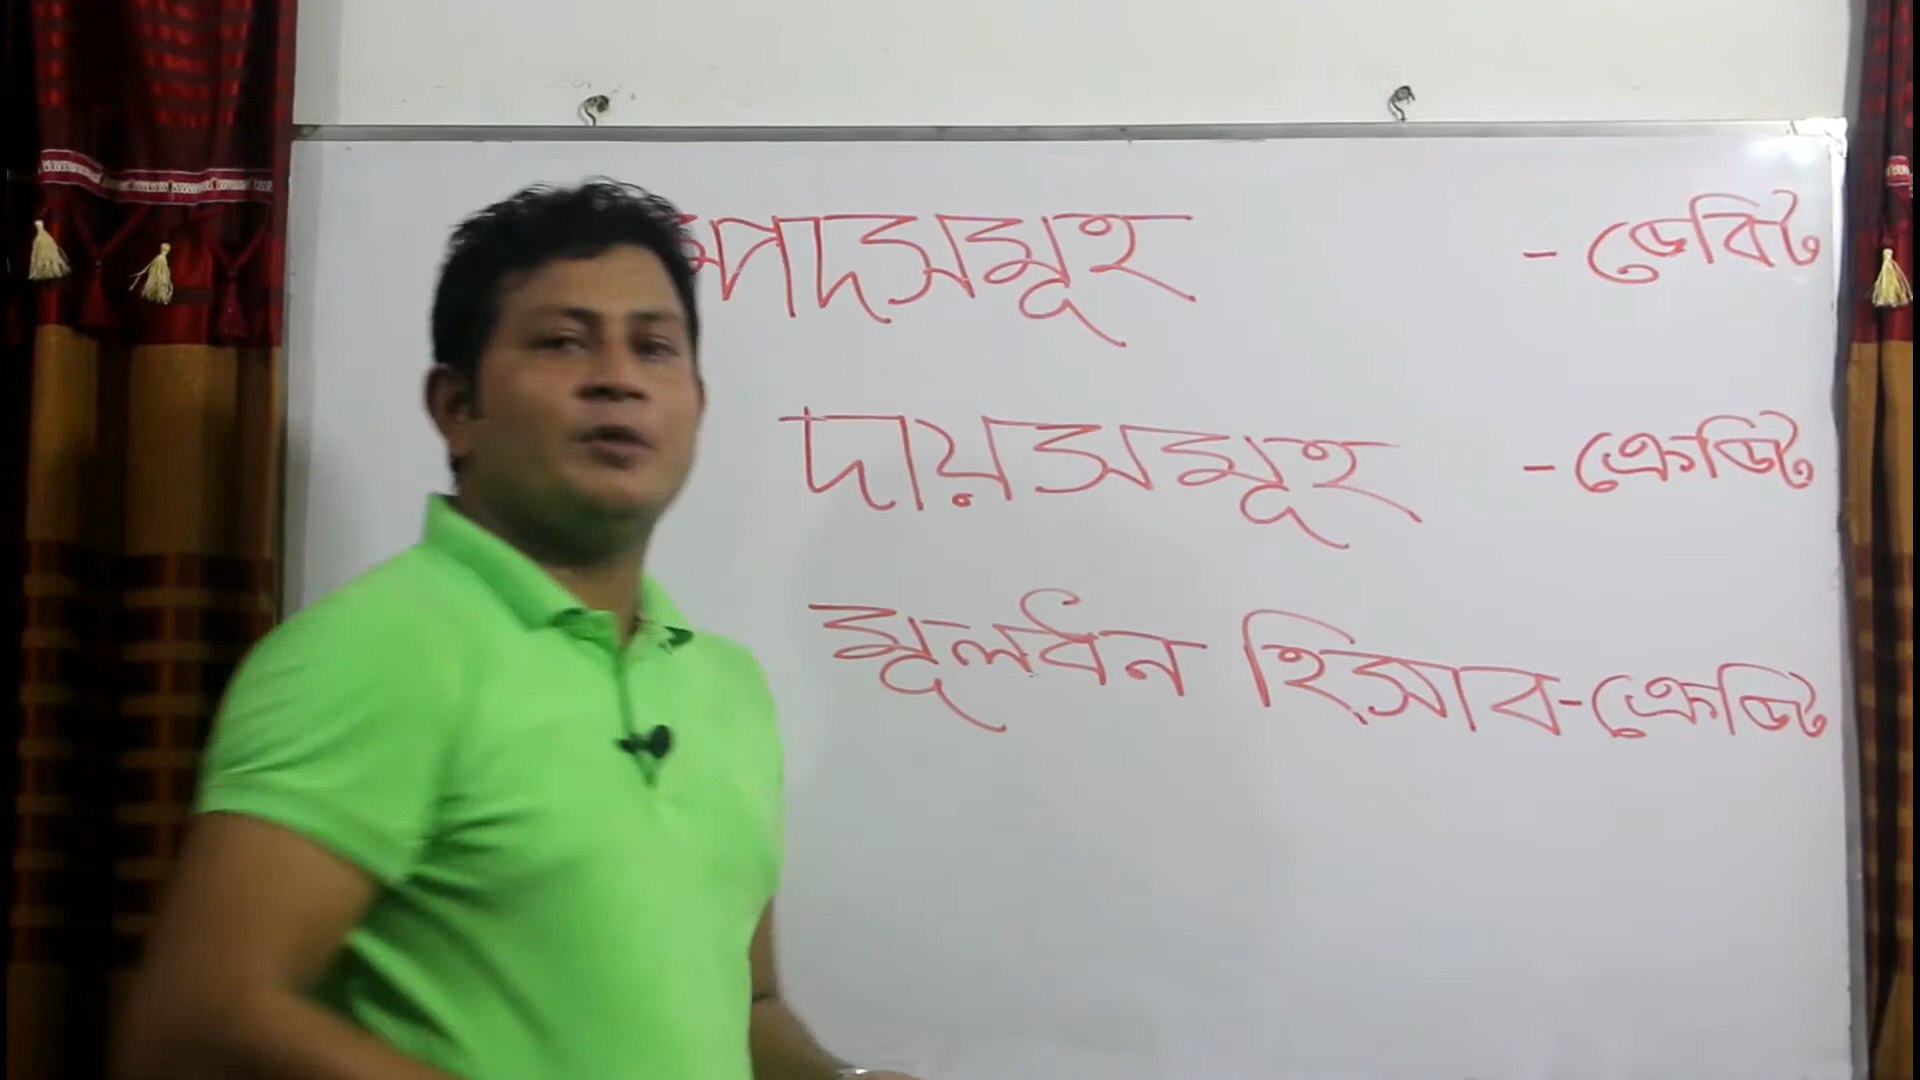 ম্পদসমূহ - ডেবিট
দায়সমূহ - ক্রেডিট
মূলধন হিসাব-ক্রেডিট